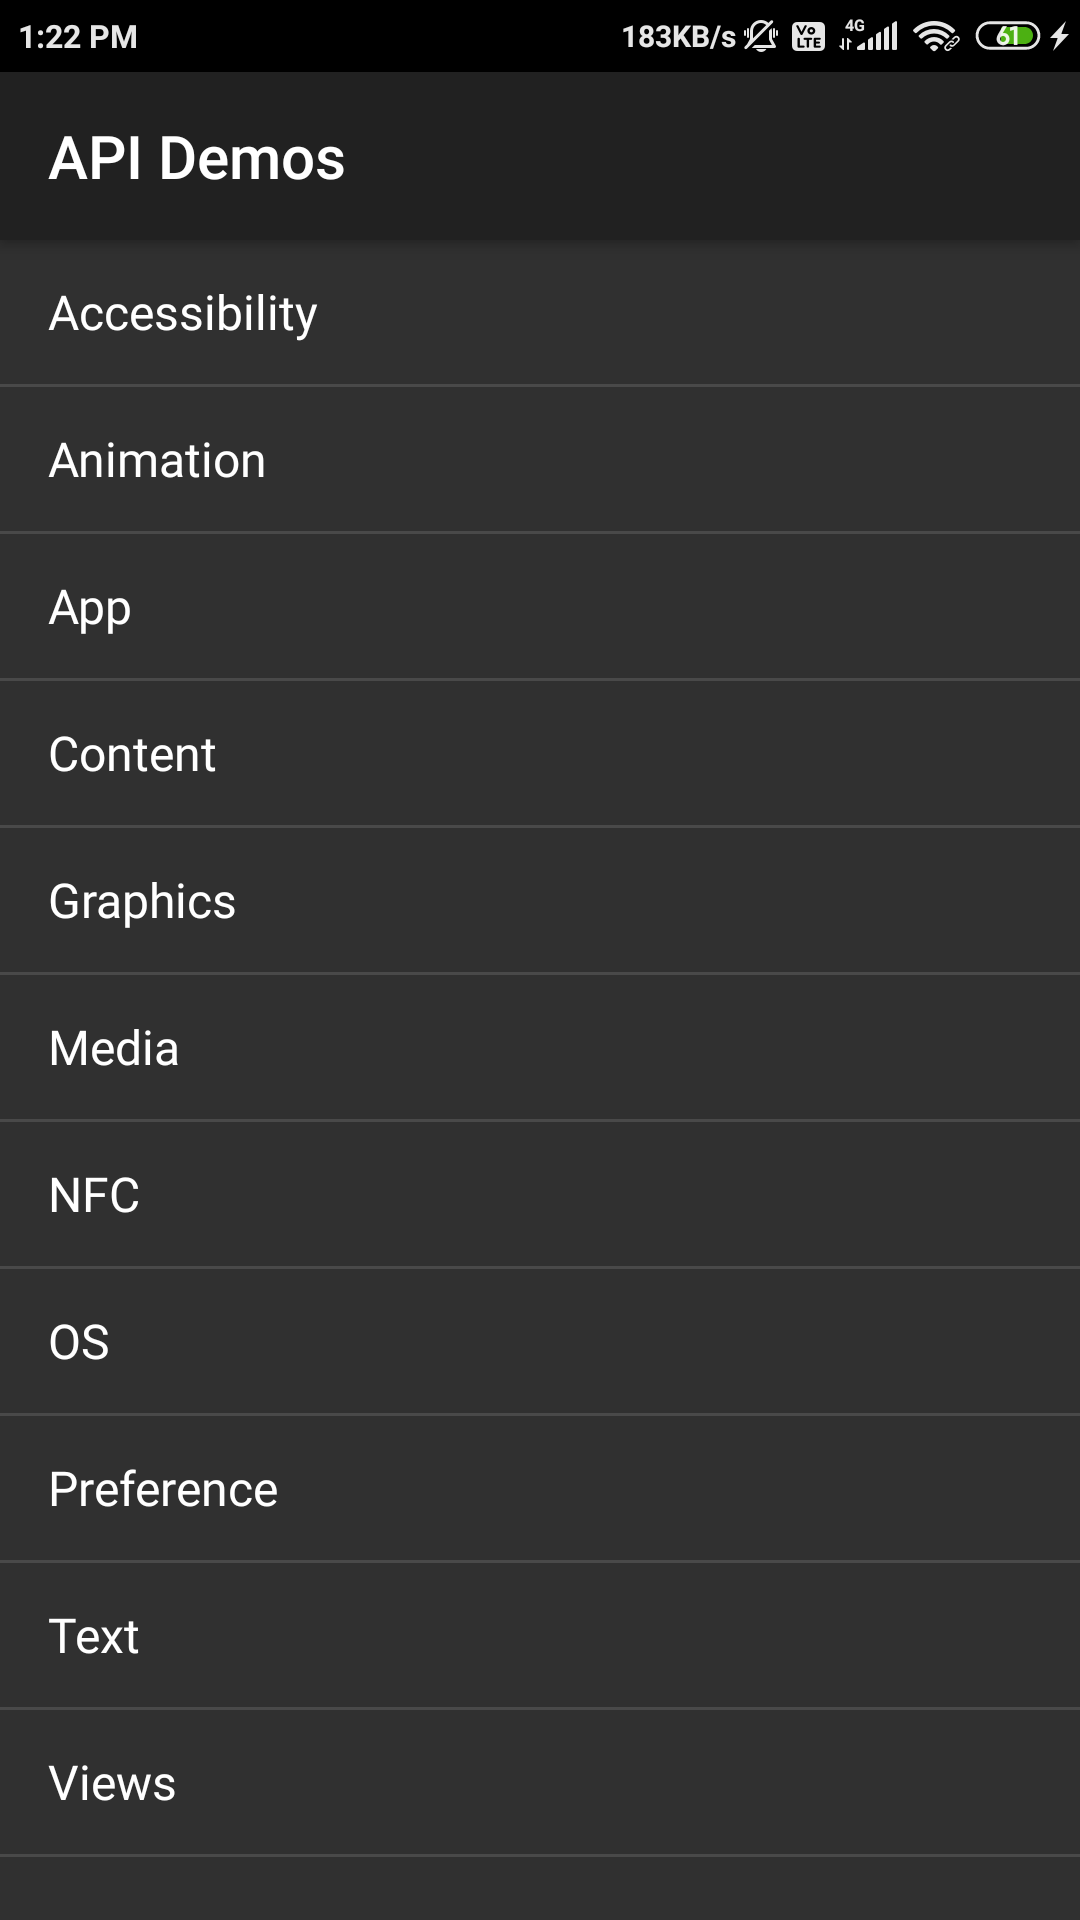 1:22 PM 183KB/s Vo LTE 4G 61
API Demos
Accessibility
Animation
App
Content
Graphics
Media
NFC
OS
Preference
Text
Views